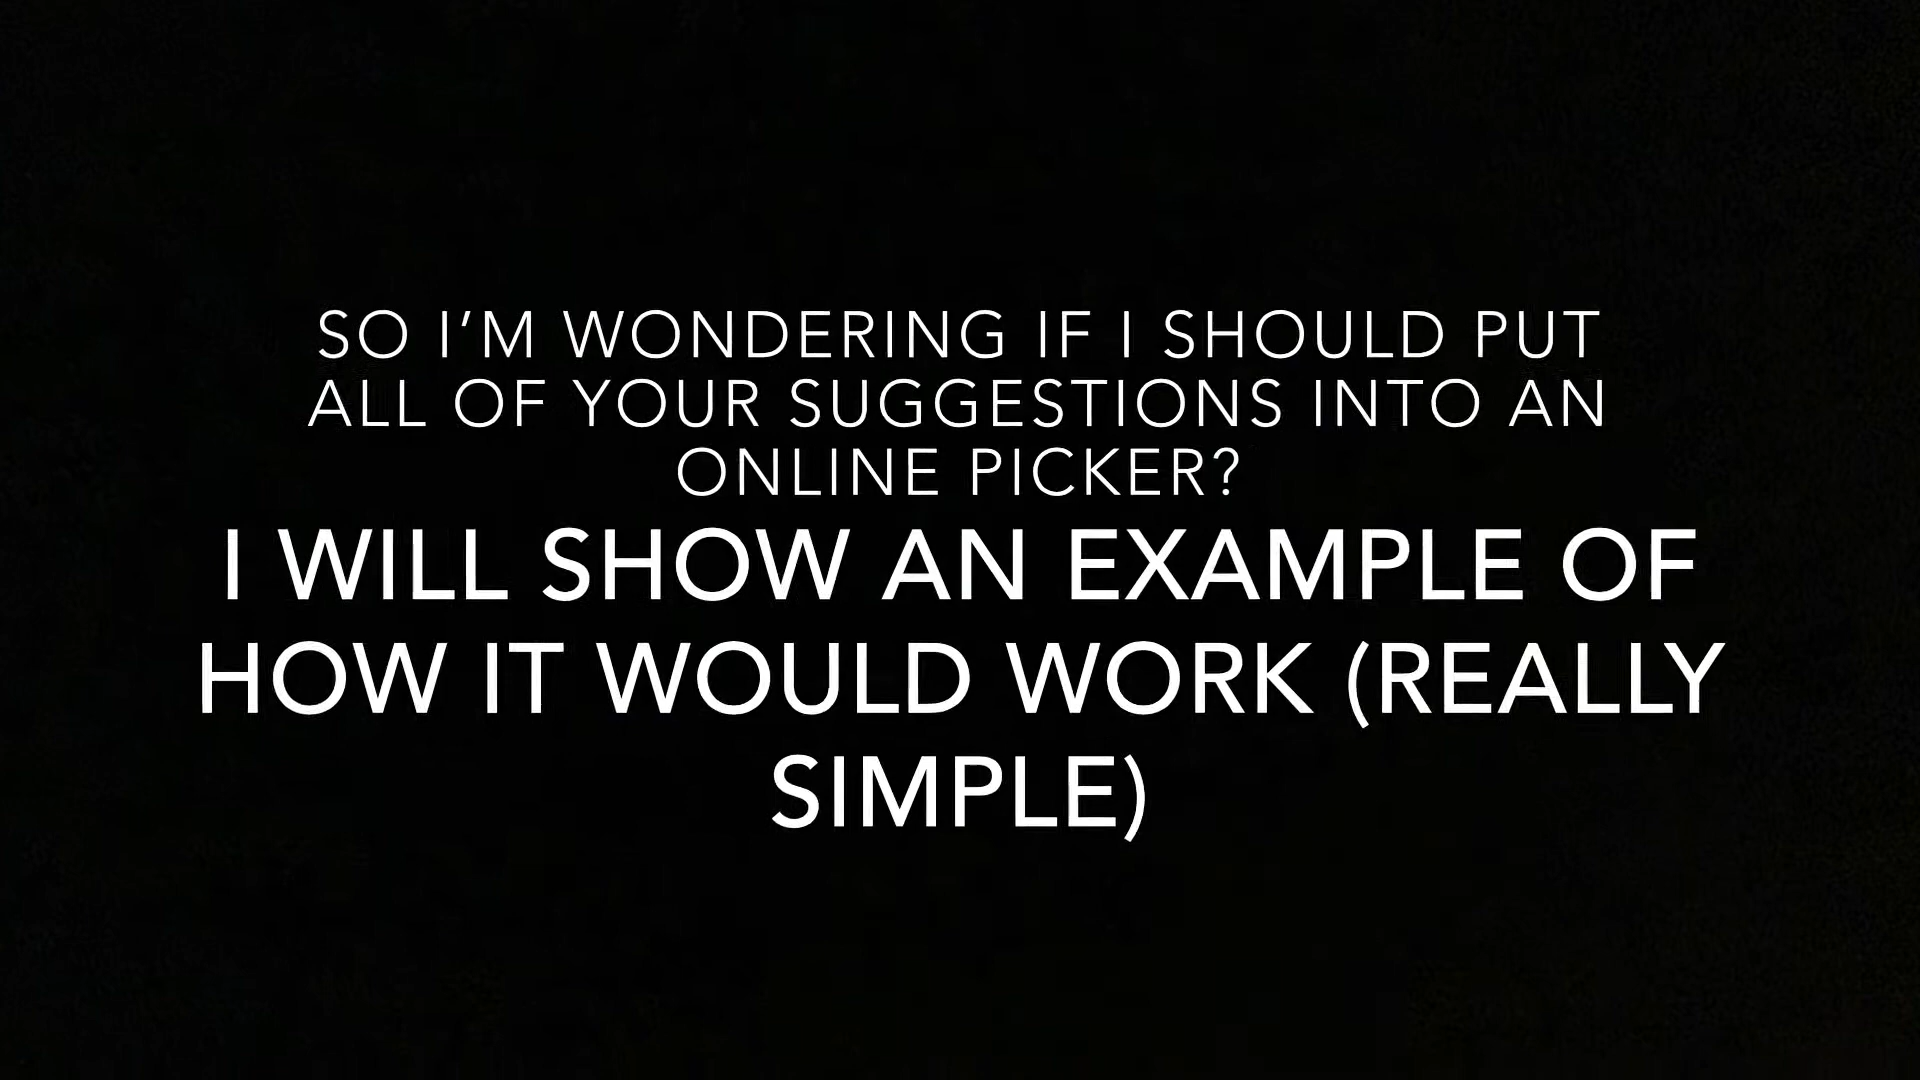 SO I’M WONDERING IF I SHOULD PUT
ALL OF YOUR SUGGESTIONS INTO AN
ONLINE PICKER?
I WILL SHOW AN EXAMPLE OF
HOW IT WOULD WORK (REALLY
SIMPLE)